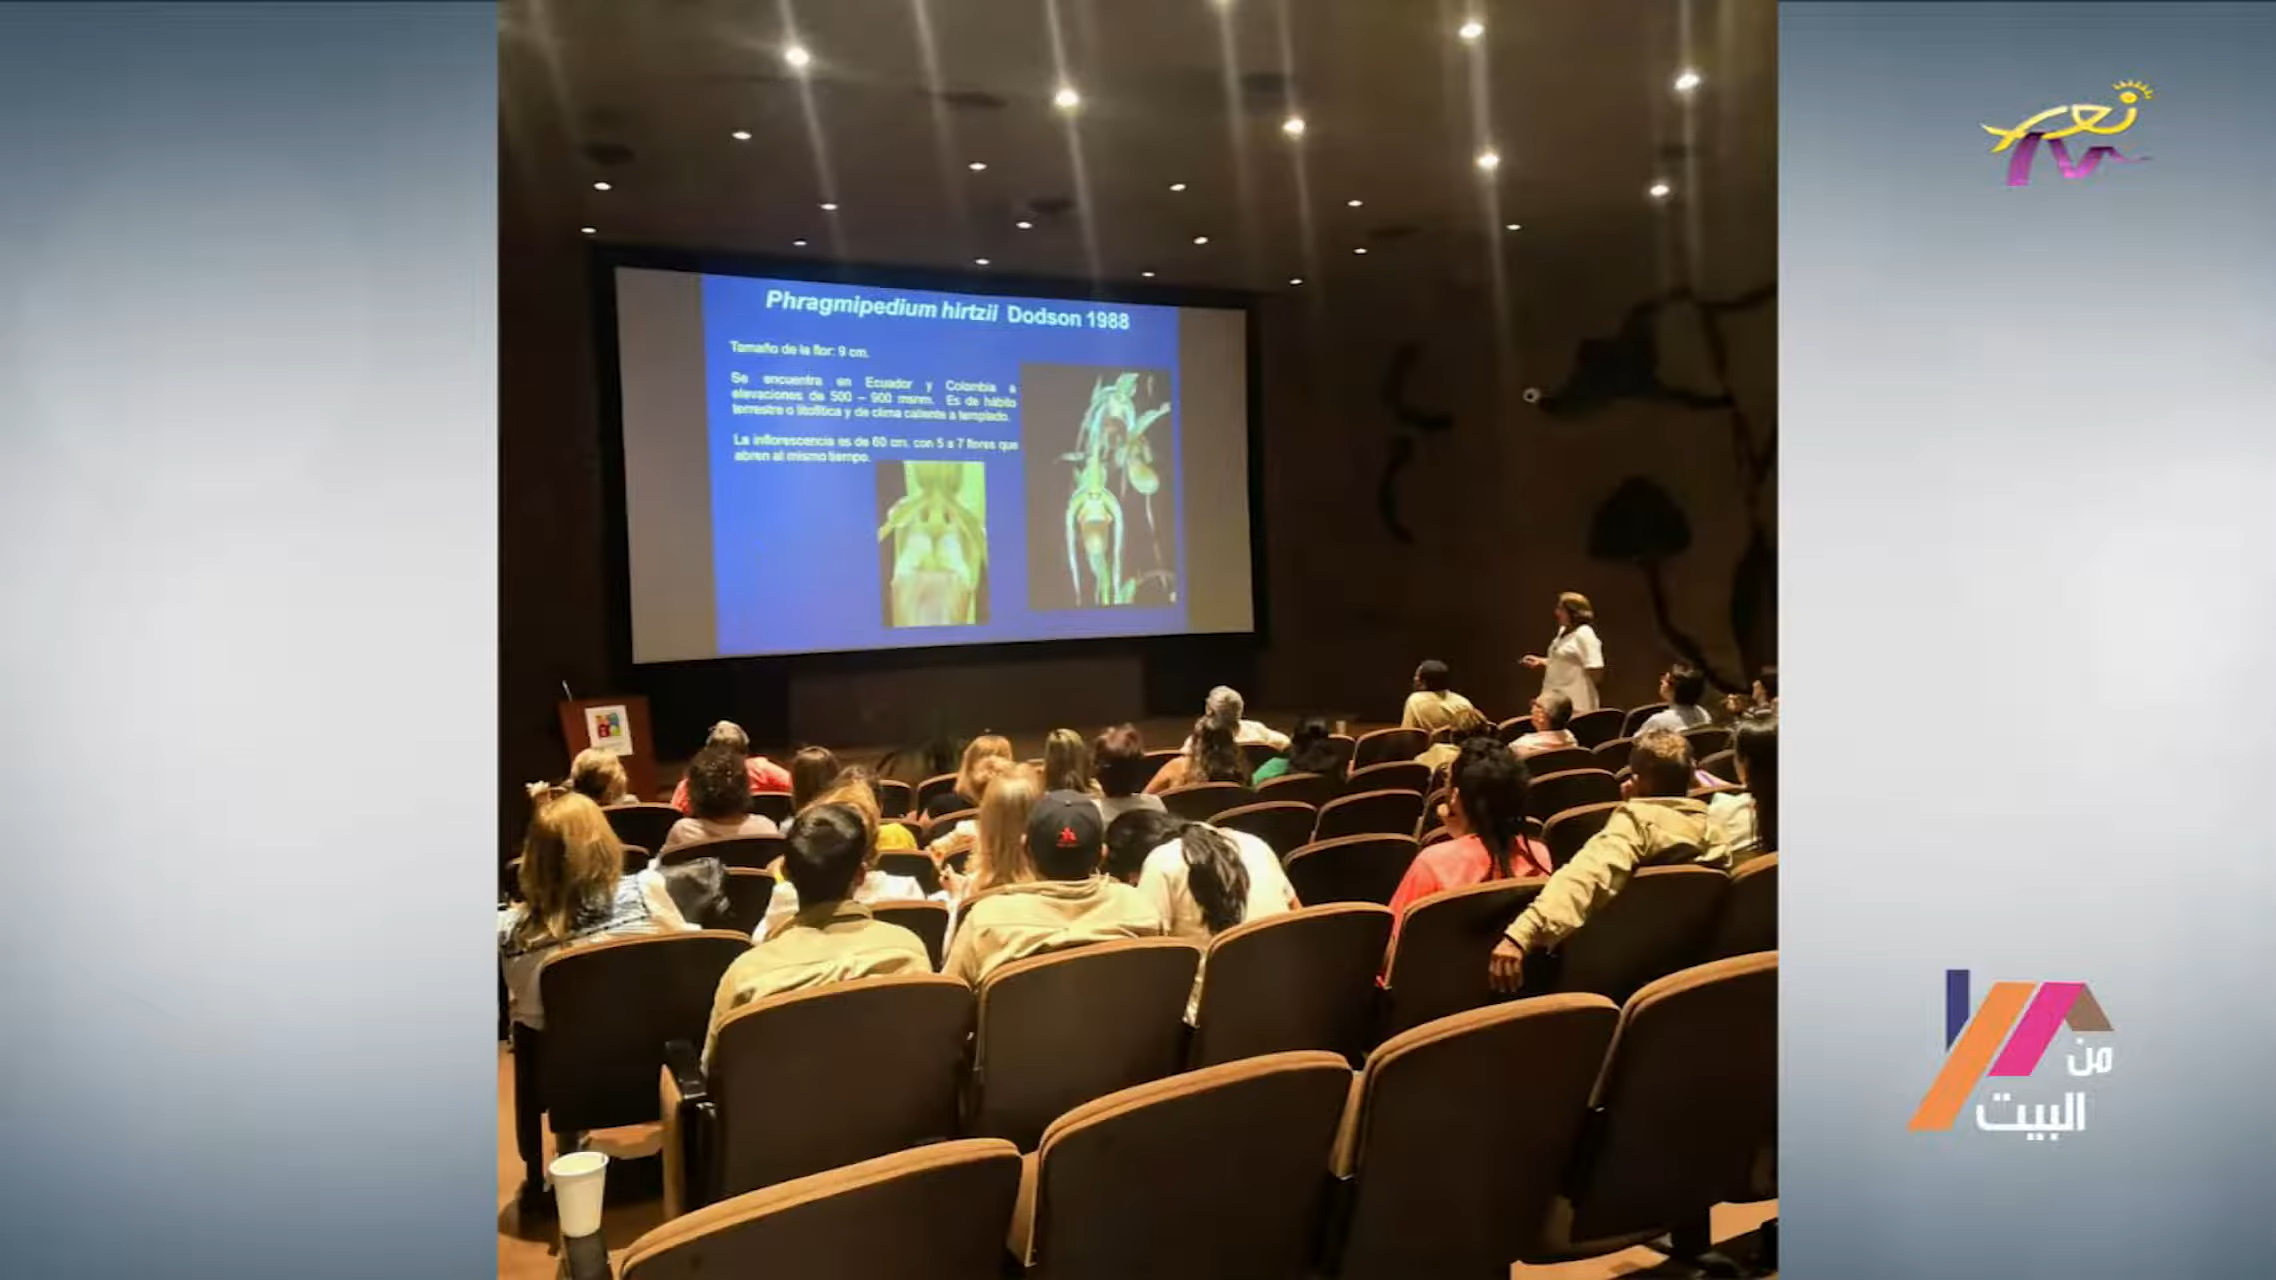 Phragmipedium hirtzii Dodson 1988
Tamaño de la flor: 9 cm.
Se encuentra en Ecuador y Colombia a
elevaciones de 500 – 900 msnm. Es de hábito
terrestre o litofítica y de clima caliente a templado.
La inflorescencia es de 60 cm. con 5 a 7 flores que
abren al mismo tiempo.
نعم
TV
من
البيت